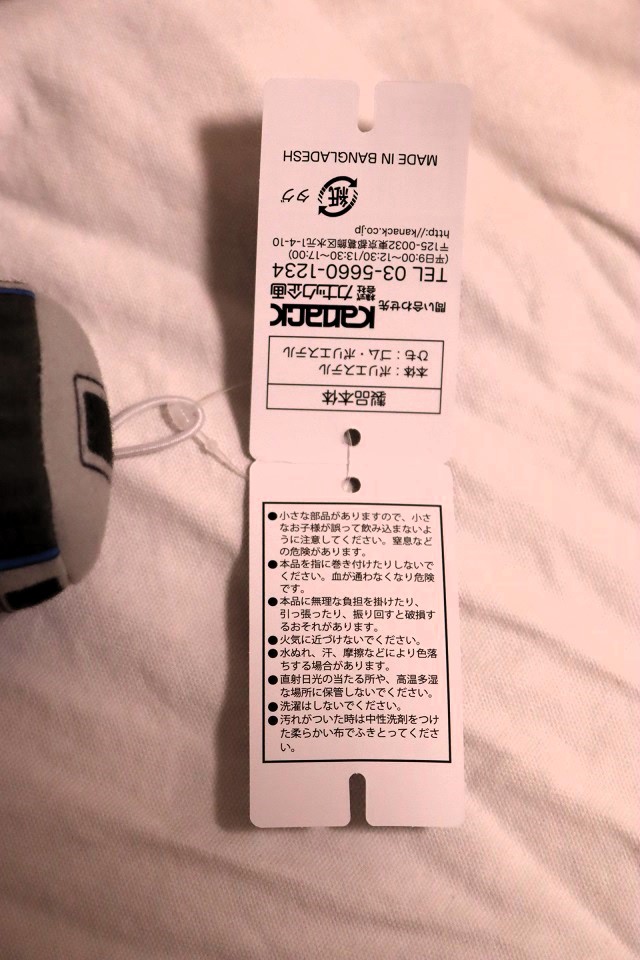 製品本体
本体：ポリエステル
ひも：ゴム・ポリエステル
問い合わせ先
Kanack
株式会社 カナック企画
TEL 03-5660-1234
(平日9:00～12:30/13:30～17:00)
〒125-0032東京都葛飾区水元1-4-10
http://kanack.co.jp
紙 タグ
MADE IN BANGLADESH
●小さな部品がありますので、小さ
なお子様が誤って飲み込まないよ
うに注意してください。窒息など
の危険があります。
●本品を指に巻き付けたりしないで
ください。血が通わなくなり危険
です。
●本品に無理な負担を掛けたり、
引っ張ったり、振り回すと破損す
るおそれがあります。
●火気に近づけないでください。
●水ぬれ、汗、摩擦などにより色落
ちする場合があります。
●直射日光の当たる所や、高温多湿
な場所に保管しないでください。
●洗濯はしないでください。
●汚れがついた時は中性洗剤をつけ
た柔らかい布でふきとってくださ
い。